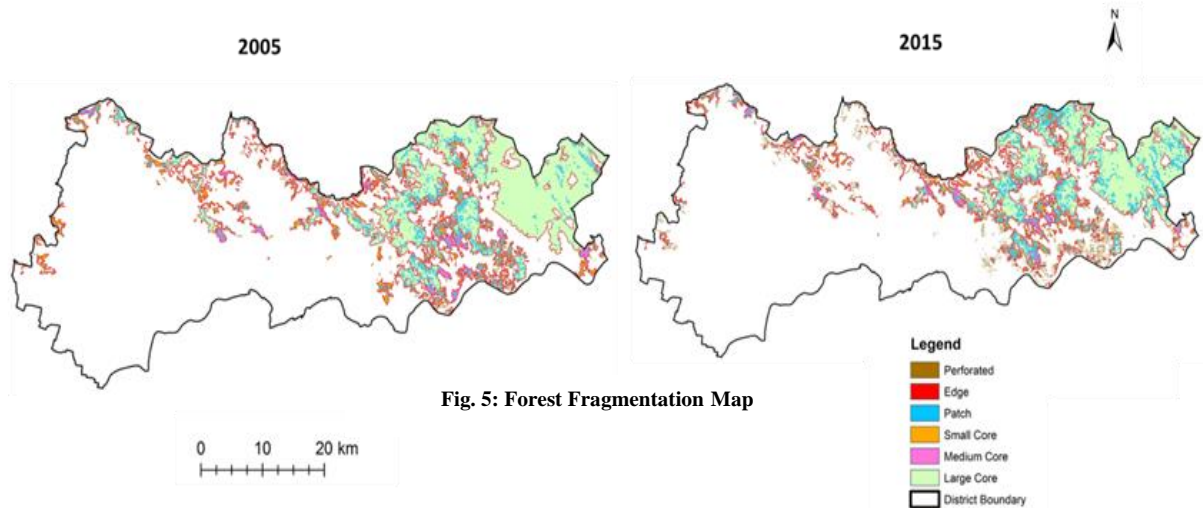 2005
2015
N
Legend
Perforated
Edge
Patch
Small Core
Medium Core
Large Core
District Boundary
Fig. 5: Forest Fragmentation Map
0 10 20 km